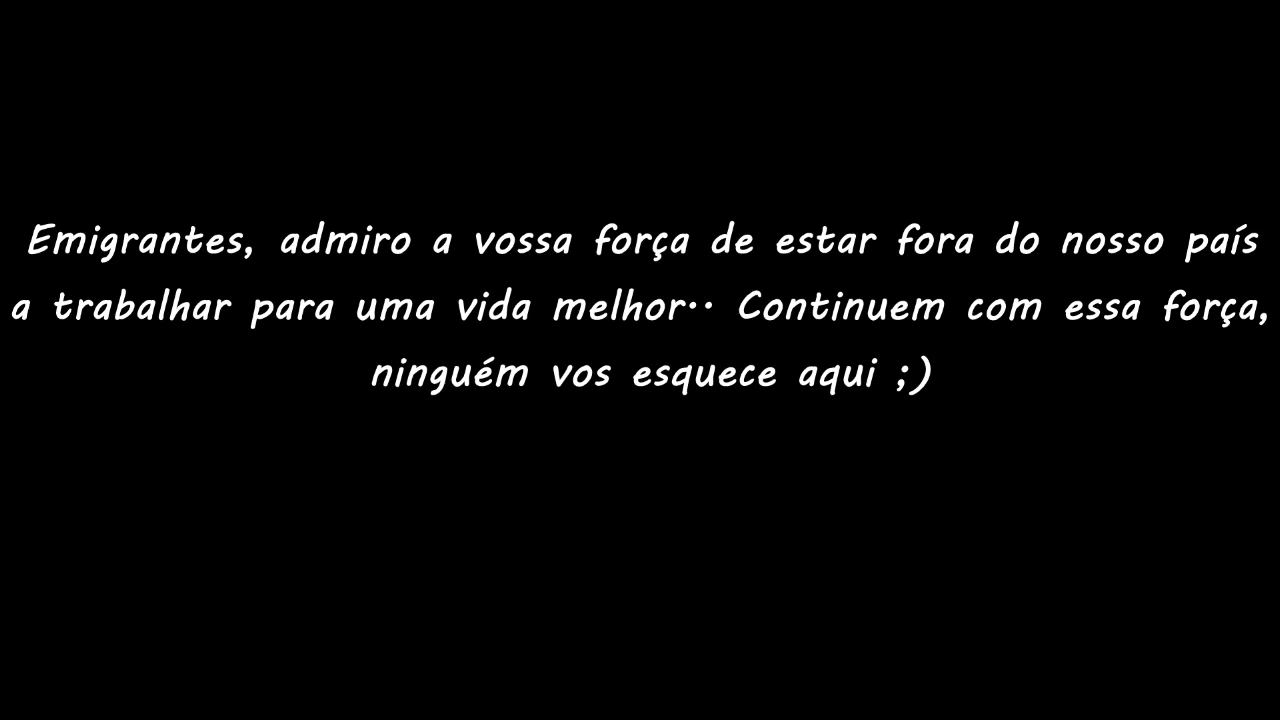 Emigrantes, admiro a vossa força de estar fora do nosso país
a trabalhar para uma vida melhor.. Continuem com essa força,
ninguém vos esquece aqui ;)